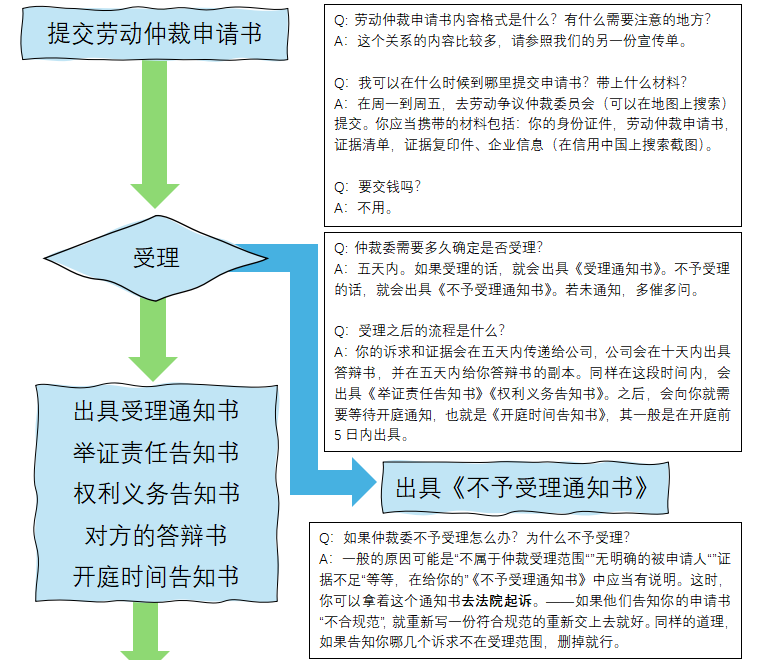 提交劳动仲裁申请书
Q: 劳动仲裁申请书内容格式是什么？有什么需要注意的地方？
A：这个关系的内容比较多，请参照我们的另一份宣传单。
Q：我可以在什么时候到哪里提交申请书？带上什么材料？
A：在周一到周五，去劳动争议仲裁委员会（可以在地图上搜索）
提交。你应当携带的材料包括：你的身份证件，劳动仲裁申请书，
证据清单，证据复印件、企业信息（在信用中国上搜索截图）。
Q：要交钱吗？
A：不用。
受理
Q: 仲裁委需要多久确定是否受理？
A：五天内。如果受理的话，就会出具《受理通知书》。不予受理
的话，就会出具《不予受理通知书》。若未通知，多催多问。
Q：受理之后的流程是什么？
A：你的诉求和证据会在五天内传递给公司，公司会在十天内出具
答辩书，并在五天内给你答辩书的副本。同样在这段时间内，会
出具《举证责任告知书》《权利义务告知书》。之后，会向你就需
要等待开庭通知，也就是《开庭时间告知书》，其一般是在开庭前
5 日内出具。
出具受理通知书
举证责任告知书
权利义务告知书
对方的答辩书
开庭时间告知书
出具《不予受理通知书》
Q：如果仲裁委不予受理怎么办？为什么不予受理？
A：一般的原因可能是“不属于仲裁受理范围“”无明确的被申请人“”证
据不足“等等，在给你的”《不予受理通知书》中应当有说明。这时，
你可以拿着这个通知书去法院起诉。——如果他们告知你的申请书
“不合规范”，就重新写一份符合规范的重新交上去就好。同样的道理，
如果告知你哪几个诉求不在受理范围，删掉就行。